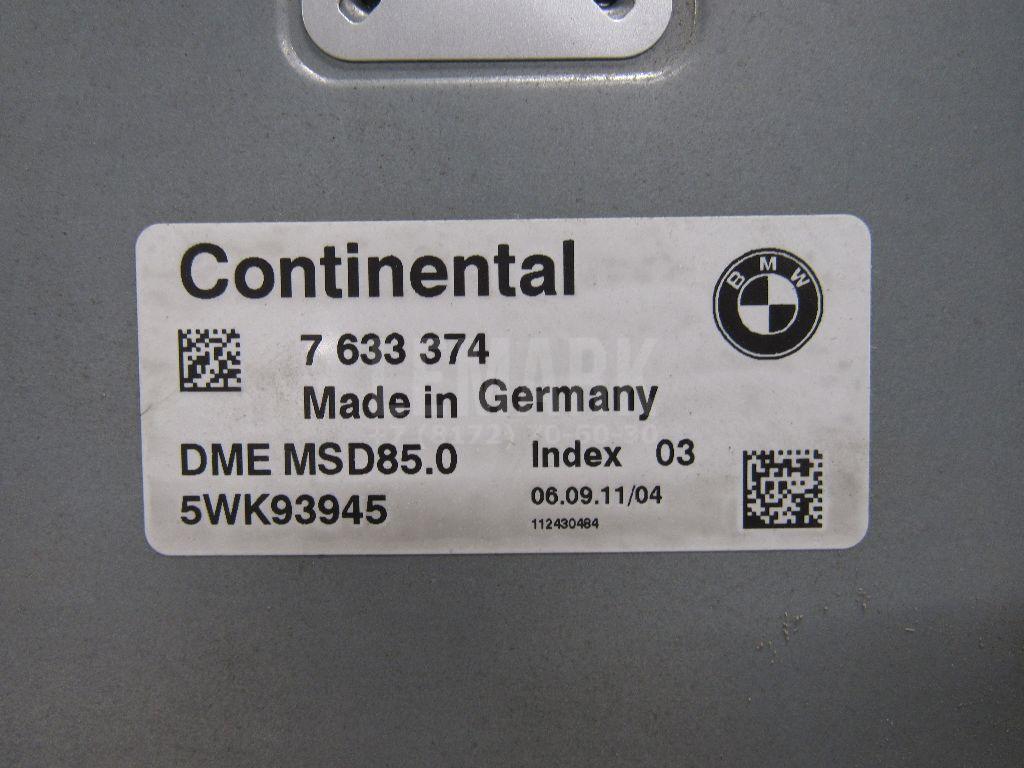 Continental
BMW
7 633 374
Made in Germany
DME MSD85.0
Index 03
5WK93945
06.09.11/04
112430484